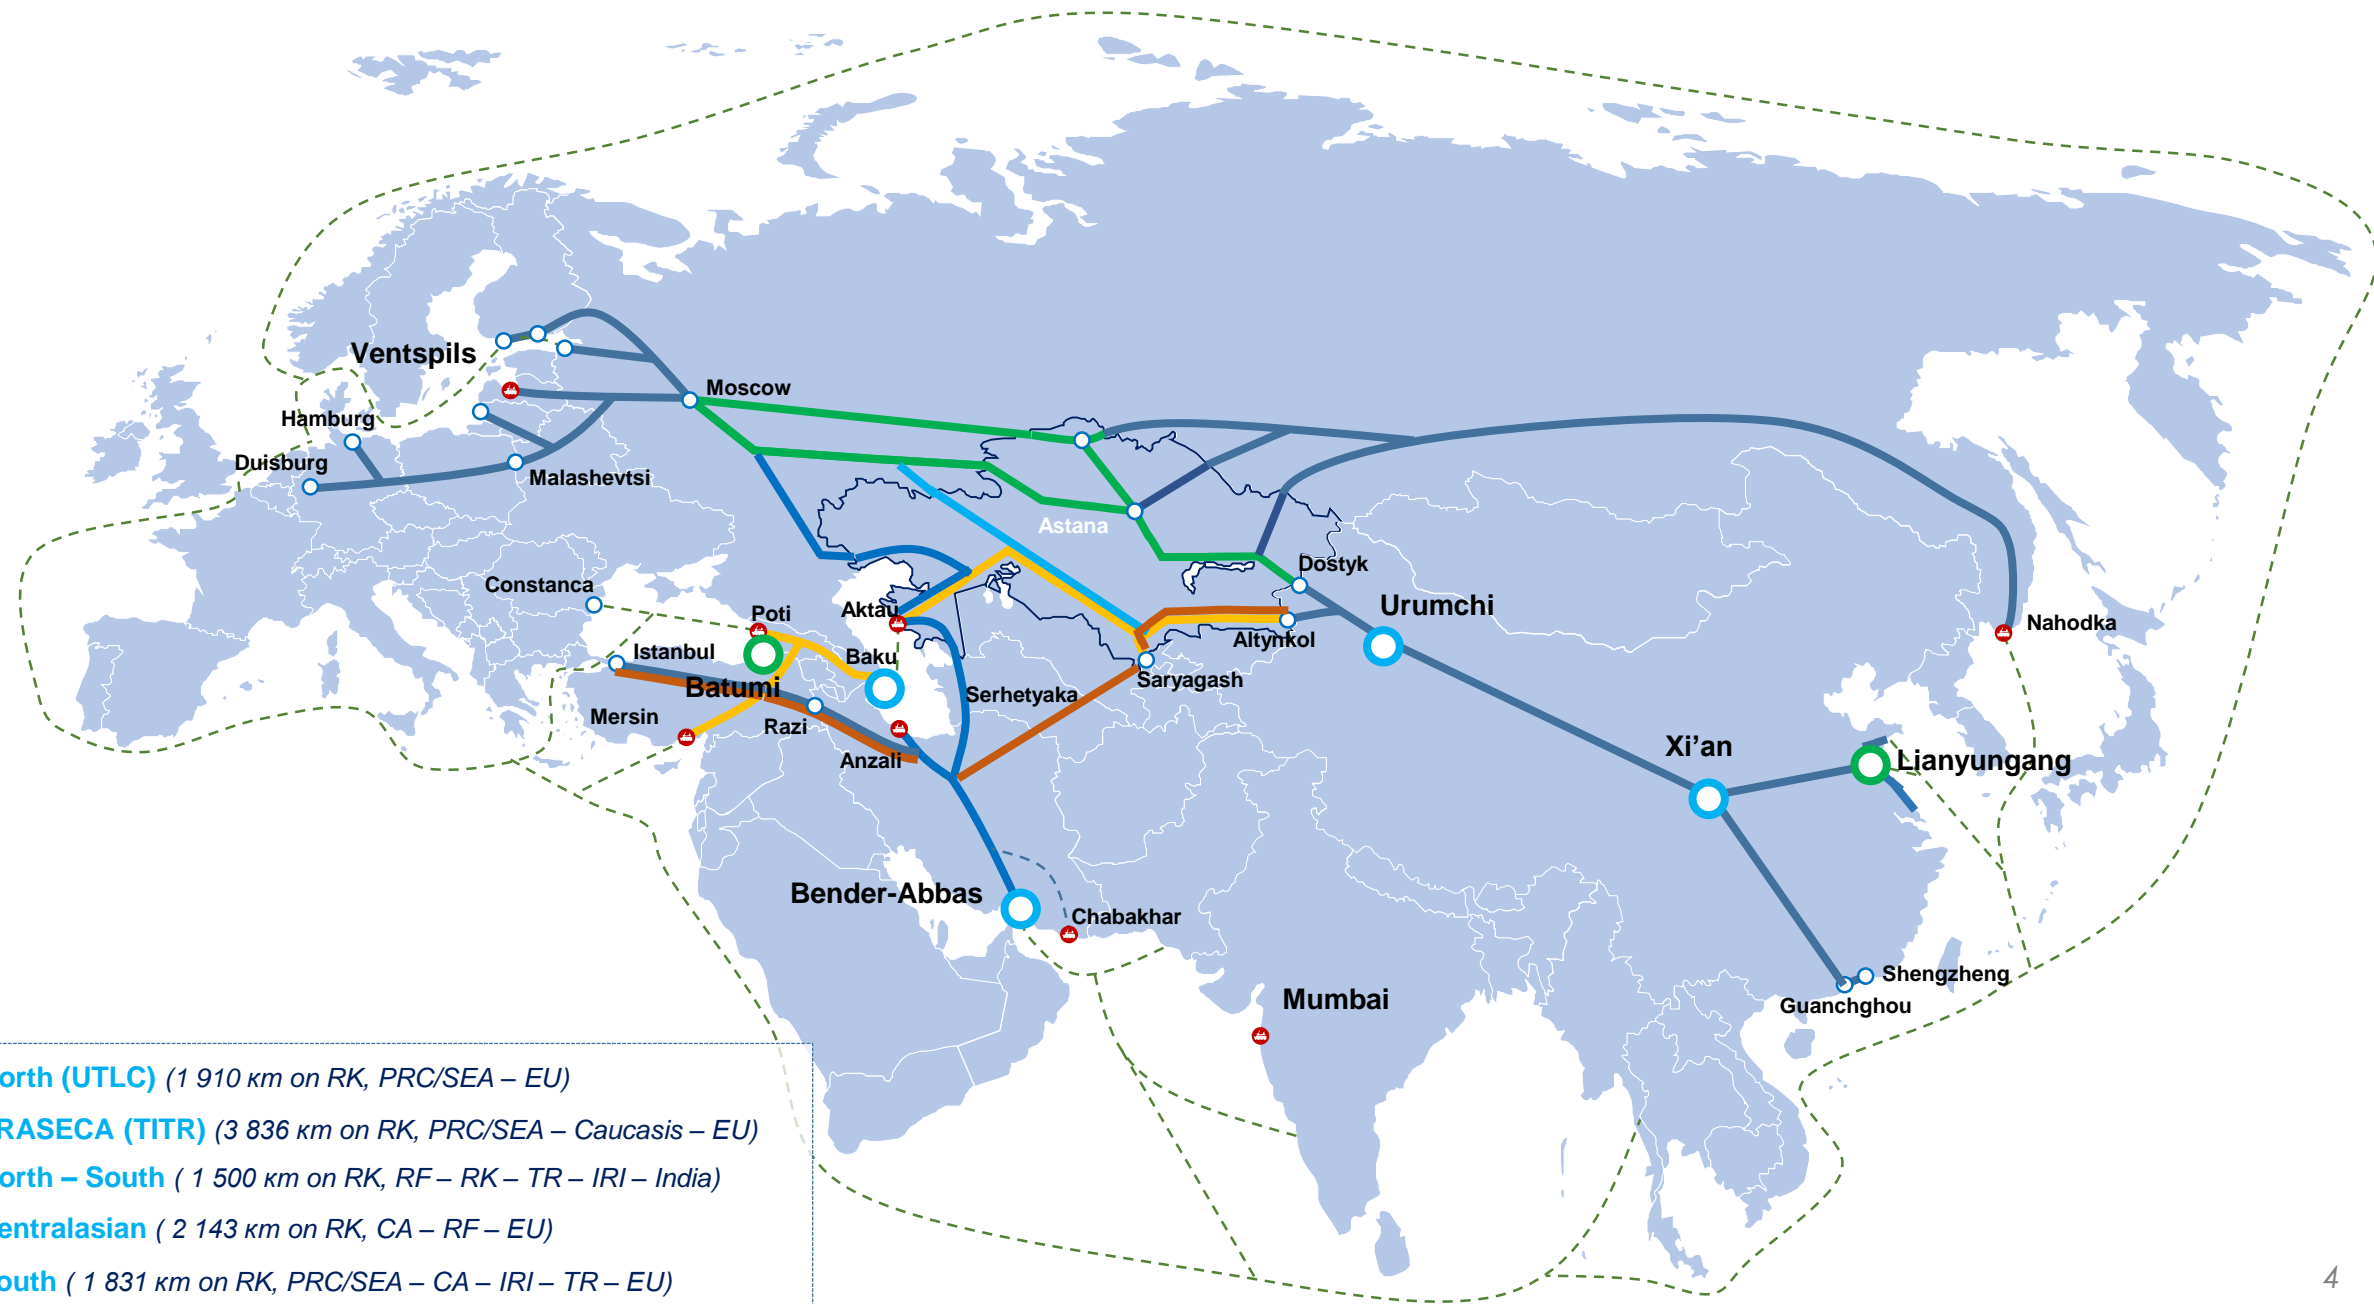 Ventspils
Moscow
Hamburg
Duisburg
Malashevtsi
Astana
Dostyk
Constanca
Urumchi
Poti
Aktau
Nahodka
Altynkol
Istanbul
Baku
Saryagash
Batumi
Serhetyaka
Mersin
Razi
Xi’an
Anzali
Lianyungang
Bender-Abbas
Chabakhar
Shengzheng
Mumbai
Guanchghou
orth (UTLC) (1 910 км on RK, PRC/SEA – EU)
RASECA (TITR) (3 836 км on RK, PRC/SEA – Caucasis – EU)
orth – South ( 1 500 км on RK, RF – RK – TR – IRI – India)
entralasian ( 2 143 км on RK, CA – RF – EU)
outh ( 1 831 км on RK, PRC/SEA – CA – IRI – TR – EU)
4